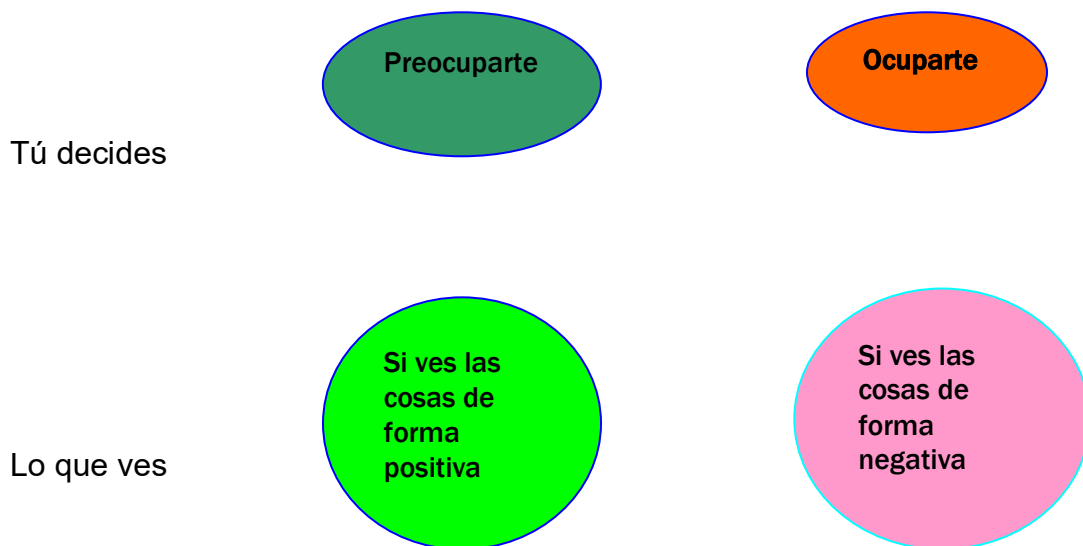 Preocuparte
Ocuparte
Tú decides
Si ves las
cosas de
forma
positiva
Si ves las
cosas de
forma
negativa
Lo que ves